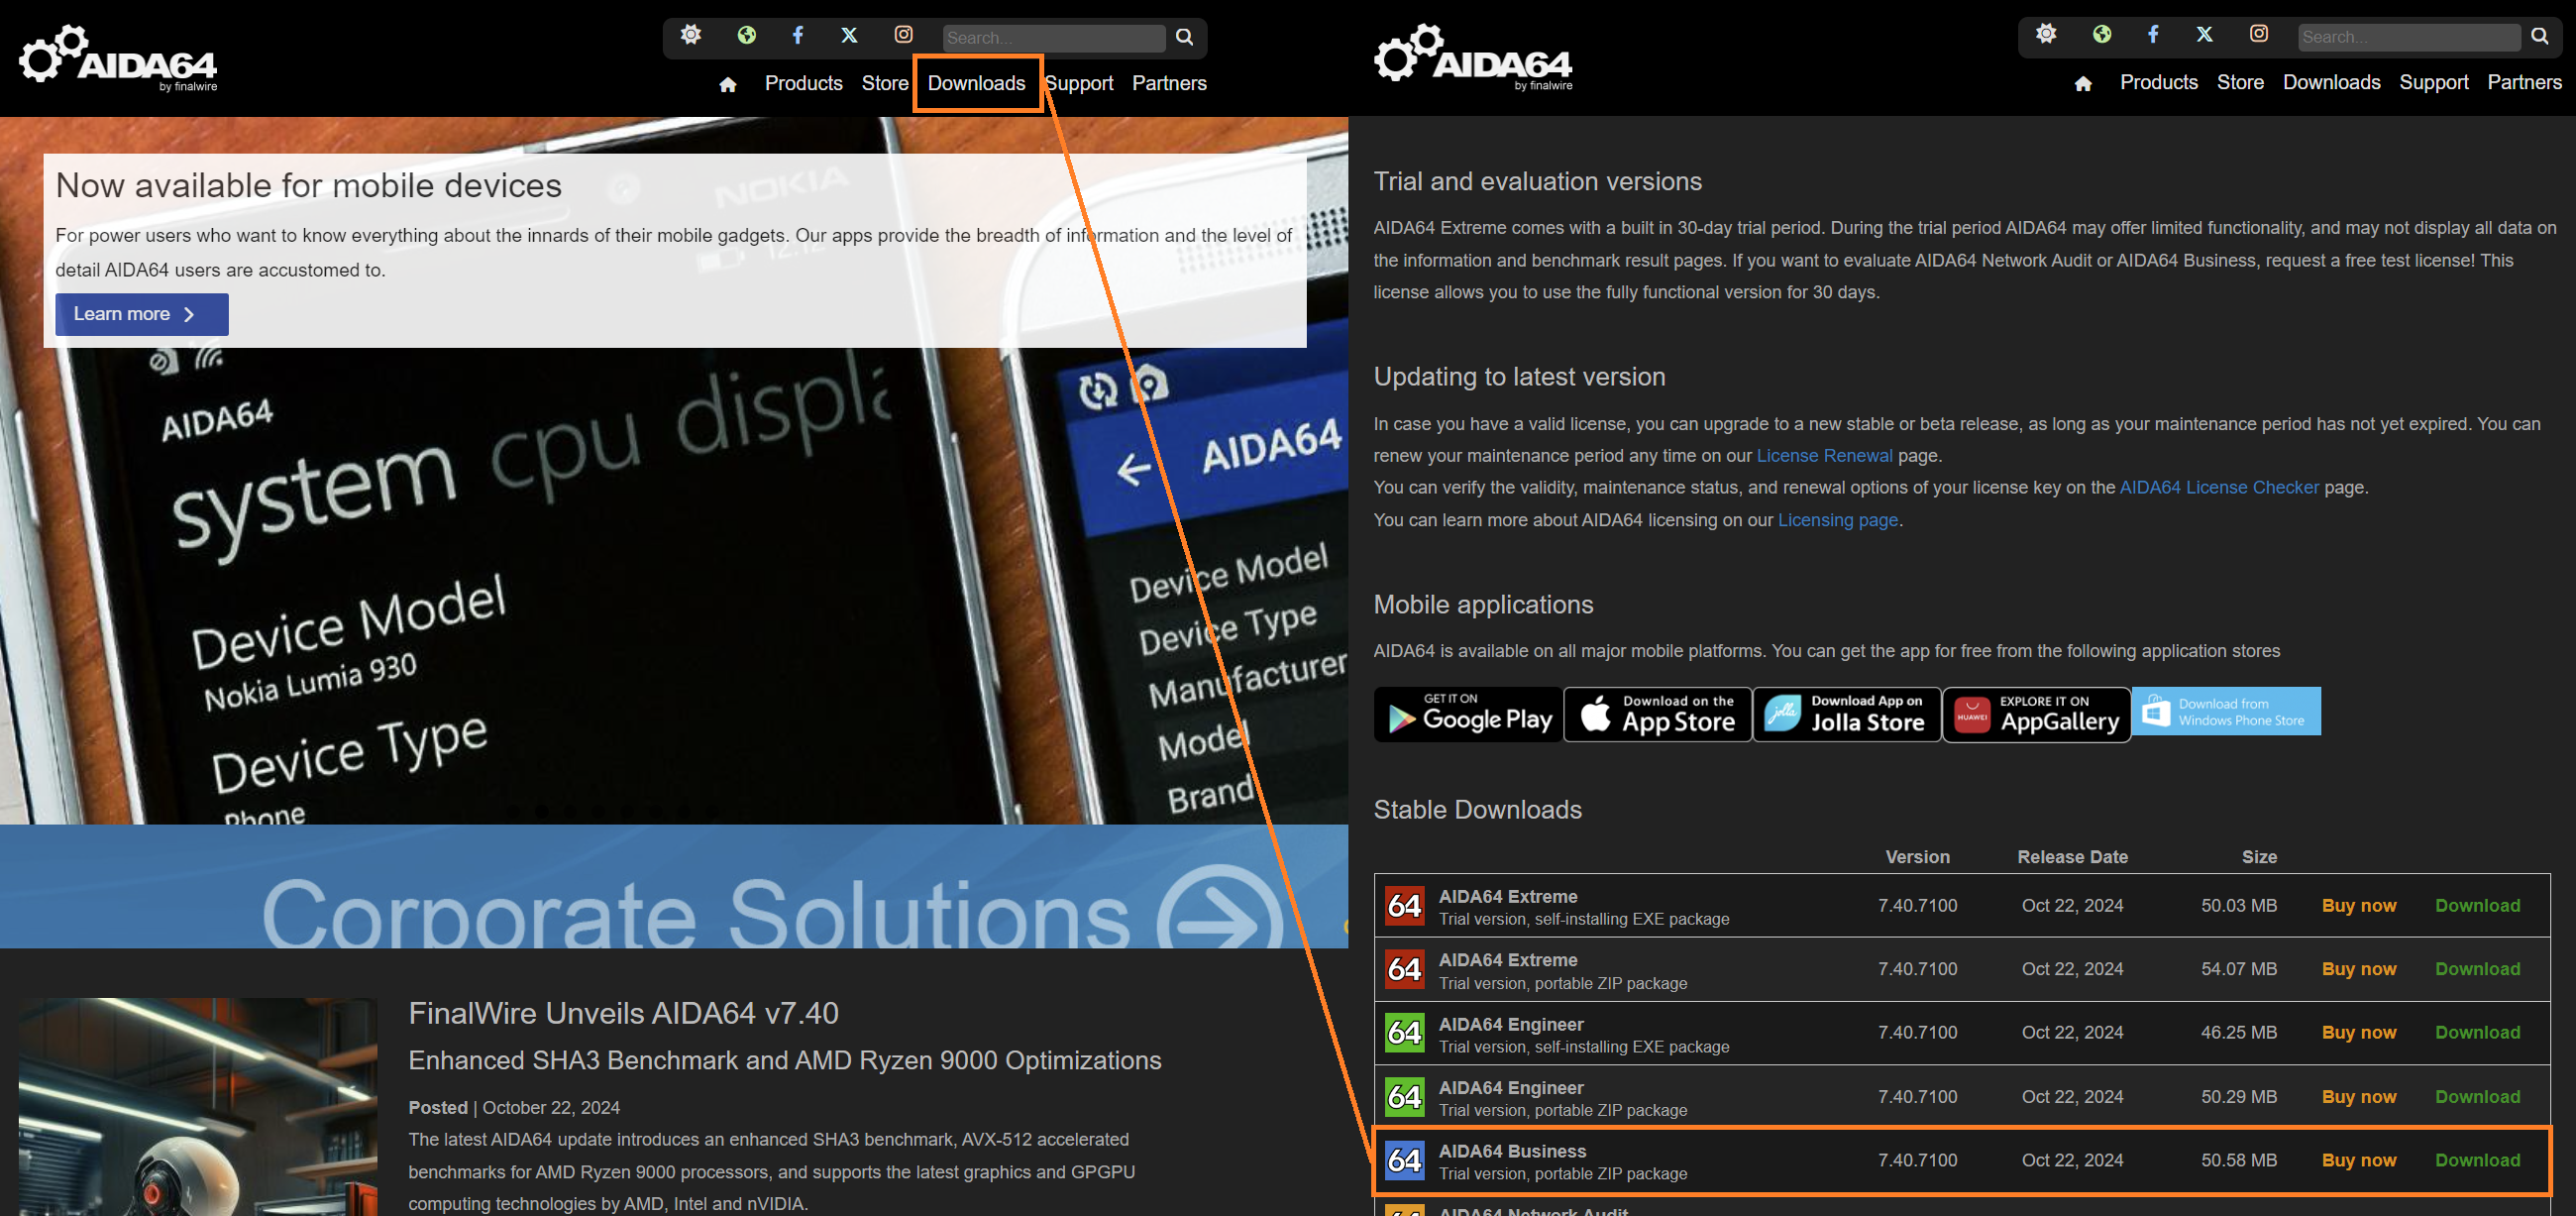 AIDA64
by finalwire
Search...
Products Store Downloads Support Partners
Now available for mobile devices
For power users who want to know everything about the innards of their mobile gadgets. Our apps provide the breadth of information and the level of
detail AIDA64 users are accustomed to.
Learn more
NOKIA
12:12
AIDA64
system cpu displa
Device Model
Nokia Lumia 930
Device Type
Phone
AIDA64
Device Model
Device Type
Manufacturer
Model
Brand
Corporate Solutions
FinalWire Unveils AIDA64 v7.40
Enhanced SHA3 Benchmark and AMD Ryzen 9000 Optimizations
Posted | October 22, 2024
The latest AIDA64 update introduces an enhanced SHA3 benchmark, AVX-512 accelerated
benchmarks for AMD Ryzen 9000 processors, and supports the latest graphics and GPGPU
computing technologies by AMD, Intel and nVIDIA.
AIDA64
by finalwire
Search...
Products Store Downloads Support Partners
Trial and evaluation versions
AIDA64 Extreme comes with a built in 30-day trial period. During the trial period AIDA64 may offer limited functionality, and may not display all data on
the information and benchmark result pages. If you want to evaluate AIDA64 Network Audit or AIDA64 Business, request a free test license! This
license allows you to use the fully functional version for 30 days.
Updating to latest version
In case you have a valid license, you can upgrade to a new stable or beta release, as long as your maintenance period has not yet expired. You can
renew your maintenance period any time on our License Renewal page.
You can verify the validity, maintenance status, and renewal options of your license key on the AIDA64 License Checker page.
You can learn more about AIDA64 licensing on our Licensing page.
Mobile applications
AIDA64 is available on all major mobile platforms. You can get the app for free from the following application stores
GET IT ON
Google Play
Download on the
App Store
jolla
Download App on
Jolla Store
HUAWEI
EXPLORE IT ON
AppGallery
Download from
Windows Phone Store
Stable Downloads
Version Release Date Size
64 AIDA64 Extreme 7.40.7100 Oct 22, 2024 50.03 MB Buy now Download
Trial version, self-installing EXE package
64 AIDA64 Extreme 7.40.7100 Oct 22, 2024 54.07 MB Buy now Download
Trial version, portable ZIP package
64 AIDA64 Engineer 7.40.7100 Oct 22, 2024 46.25 MB Buy now Download
Trial version, self-installing EXE package
64 AIDA64 Engineer 7.40.7100 Oct 22, 2024 50.29 MB Buy now Download
Trial version, portable ZIP package
64 AIDA64 Business 7.40.7100 Oct 22, 2024 50.58 MB Buy now Download
Trial version, portable ZIP package
64 AIDA64 Network Audit